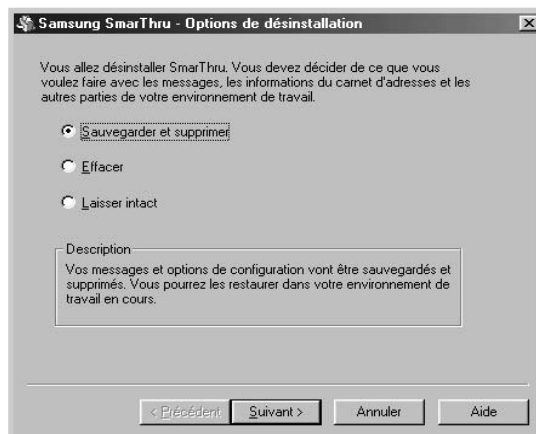 Samsung SmarThru - Options de désinstallation
Vous allez désinstaller SmarThru. Vous devez décider de ce que vous
voulez faire avec les messages, les informations du carnet d'adresses et les
autres parties de votre environnement de travail.
Sauvegarder et supprimer
Effacer
Laisser intact
Description
Vos messages et options de configuration vont être sauvegardés et
supprimés. Vous pourrez les restaurer dans votre environnement de
travail en cours.
< Précédent Suivant > Annuler Aide